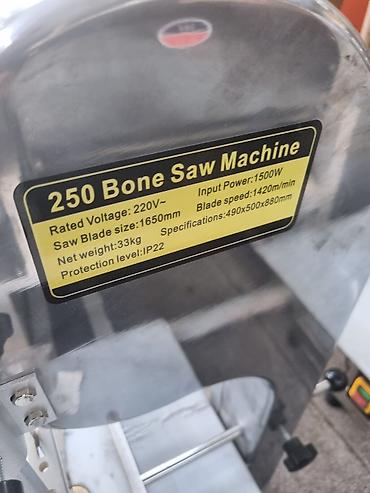 250 Bone Saw Machine
Rated Voltage: 220V~ Input Power:1500W
Saw Blade size:1650mm Blade speed:1420m/min
Net weight:33kg Specifications:490x500x880mm
Protection level:IP22